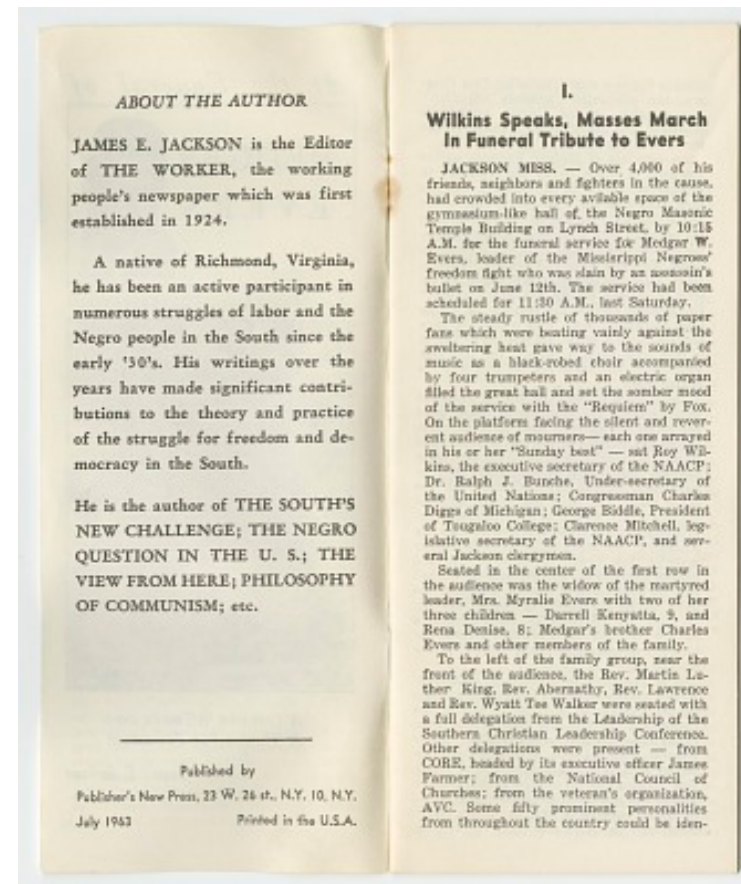 ABOUT THE AUTHOR
JAMES E. JACKSON is the Editor
of THE WORKER, the working
people's newspaper which was first
established in 1924.
A native of Richmond, Virginia,
he has been an active participant in
numerous struggles of labor and the
Negro people in the South since the
early '30's. His writings over the
years have made significant contri-
butions to the theory and practice
of the struggle for freedom and de-
mocracy in the South.
He is the author of THE SOUTH'S
NEW CHALLENGE; THE NEGRO
QUESTION IN THE U. S.; THE
VIEW FROM HERE; PHILOSOPHY
OF COMMUNISM; etc.
Published by
Publisher's New Press, 23 W. 26 st., N.Y. 10, N.Y.
July 1963 Printed in the U.S.A.
I.
Wilkins Speaks, Masses March
In Funeral Tribute to Evers
JACKSON MISS. — Over 4,000 of his
friends, neighbors and fighters in the cause,
had crowded into every avilable space of the
gymnasium-like hall of the Negro Masonic
Temple Building on Lynch Street, by 10:15
A.M. for the funeral service for Medgar W.
Evers, leader of the Mississippi Negroes'
freedom fight who was slain by an assassin's
bullet on June 12th. The service had been
scheduled for 11:30 A.M., last Saturday.
The steady rustle of thousands of paper
fans which were beating vainly against the
sweltering heat gave way to the sounds of
music as a black-robed choir accompanied
by four trumpeters and an electric organ
filled the great hall and set the somber mood
of the service with the "Requiem" by Fox.
On the platform facing the silent and rever-
ent audience of mourners— each one arrayed
in his or her "Sunday best" — sat Roy Wil-
kins, the executive secretary of the NAACP;
Dr. Ralph J. Bunche, Under-secretary of
the United Nations; Congressman Charles
Diggs of Michigan; George Biddle, President
of Tougaloo College; Clarence Mitchell, leg-
islative secretary of the NAACP, and sev-
eral Jackson clergymen.
Seated in the center of the first row in
the audience was the widow of the martyred
leader, Mrs. Myralie Evers with two of her
three children — Darrell Kenyatta, 9, and
Rena Denise, 8; Medgar's brother Charles
Evers and other members of the family.
To the left of the family group, near the
front of the audience, the Rev. Martin Lu-
ther King, Rev. Abernathy, Rev. Lawrence
and Rev. Wyatt Tee Walker were seated with
a full delegation from the Leadership of the
Southern Christian Leadership Conference.
Other delegations were present — from
CORE, headed by its executive officer James
Farmer; from the National Council of
Churches; from the veteran's organization,
AVC. Some fifty prominent personalities
from throughout the country could be iden-